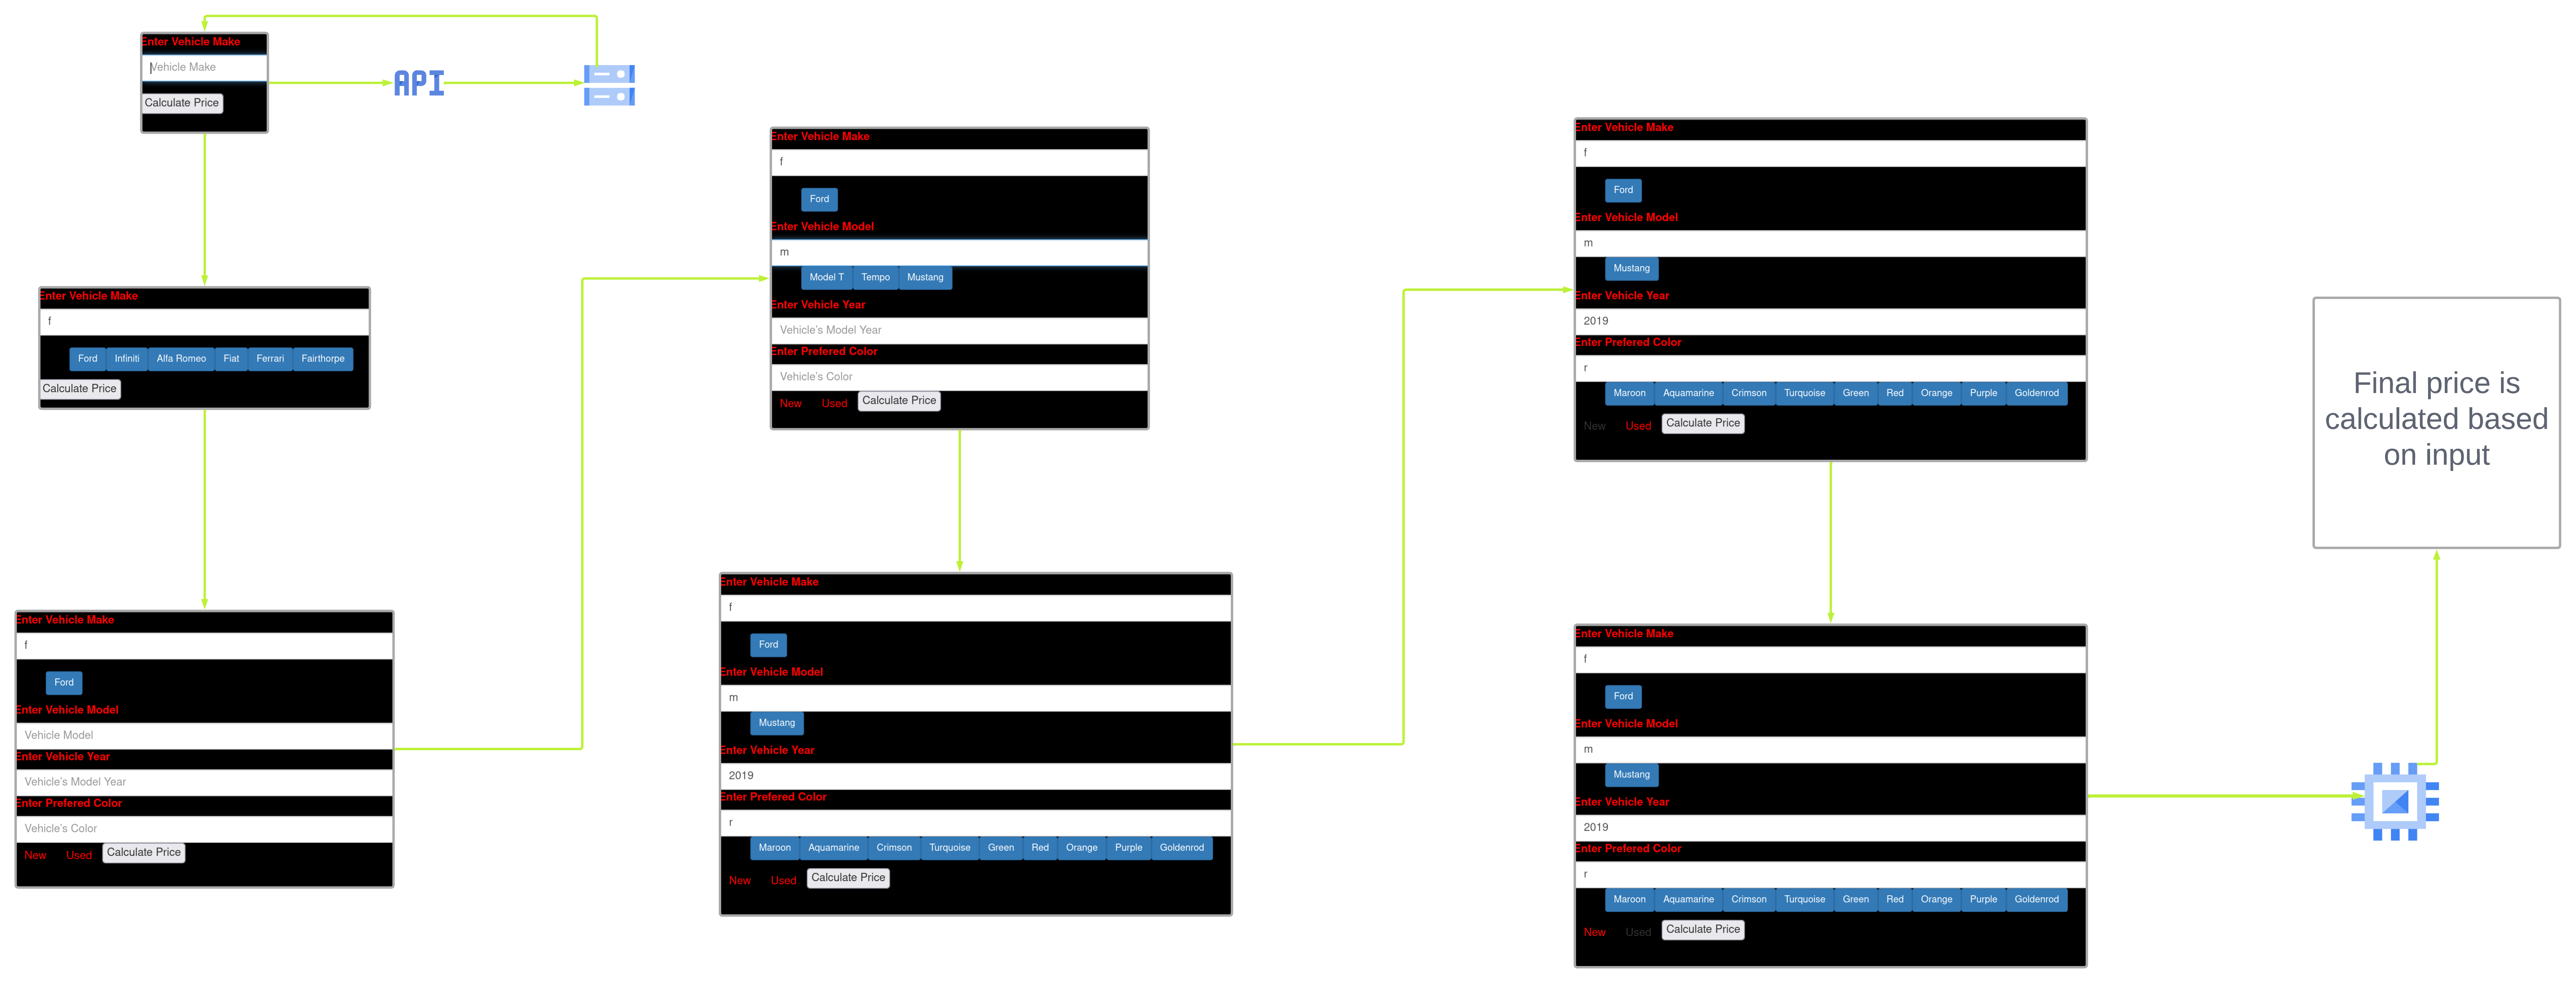 Enter Vehicle Make
Vehicle Make
Calculate Price
API
Enter Vehicle Make
f
Ford Infiniti Alfa Romeo Fiat Ferrari Fairthorpe
Calculate Price
Enter Vehicle Make
f
Ford
Enter Vehicle Model
Vehicle Model
Enter Vehicle Year
Vehicle's Model Year
Enter Prefered Color
Vehicle's Color
New Used Calculate Price
Enter Vehicle Make
f
Ford
Enter Vehicle Model
m
Model T Tempo Mustang
Enter Vehicle Year
Vehicle's Model Year
Enter Prefered Color
Vehicle's Color
New Used Calculate Price
Enter Vehicle Make
f
Ford
Enter Vehicle Model
m
Mustang
Enter Vehicle Year
2019
Enter Prefered Color
r
Maroon Aquamarine Crimson Turquoise Green Red Orange Purple Goldenrod
New Used Calculate Price
Enter Vehicle Make
f
Ford
Enter Vehicle Model
m
Mustang
Enter Vehicle Year
2019
Enter Prefered Color
r
Maroon Aquamarine Crimson Turquoise Green Red Orange Purple Goldenrod
New Used Calculate Price
Enter Vehicle Make
f
Ford
Enter Vehicle Model
m
Mustang
Enter Vehicle Year
2019
Enter Prefered Color
r
Maroon Aquamarine Crimson Turquoise Green Red Orange Purple Goldenrod
New Used Calculate Price
Final price is
calculated based
on input